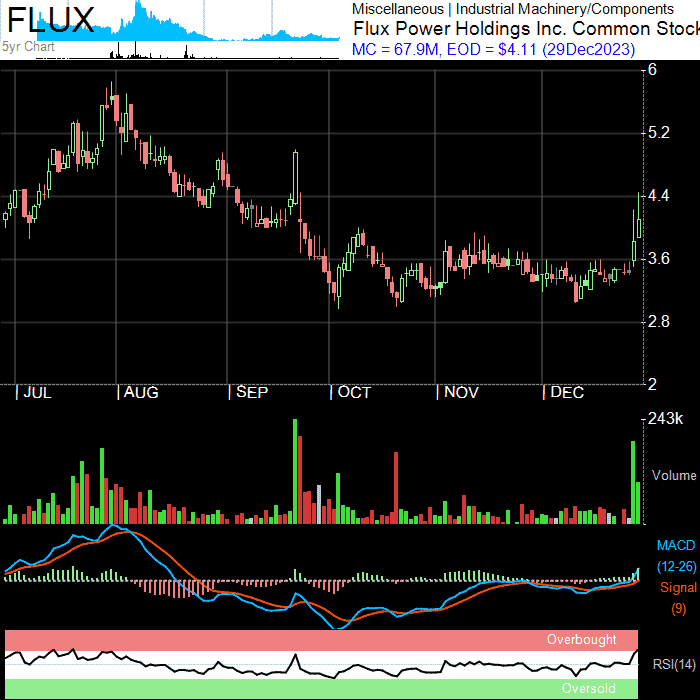 FLUX
5yr Chart
Miscellaneous | Industrial Machinery/Components
Flux Power Holdings Inc. Common Stock
MC = 67.9M, EOD = $4.11 (29Dec2023)
6
5.2
4.4
3.6
2.8
2
JUL AUG SEP OCT NOV DEC
243k
Volume
MACD
(12-26)
Signal
(9)
Overbought
RSI(14)
Oversold